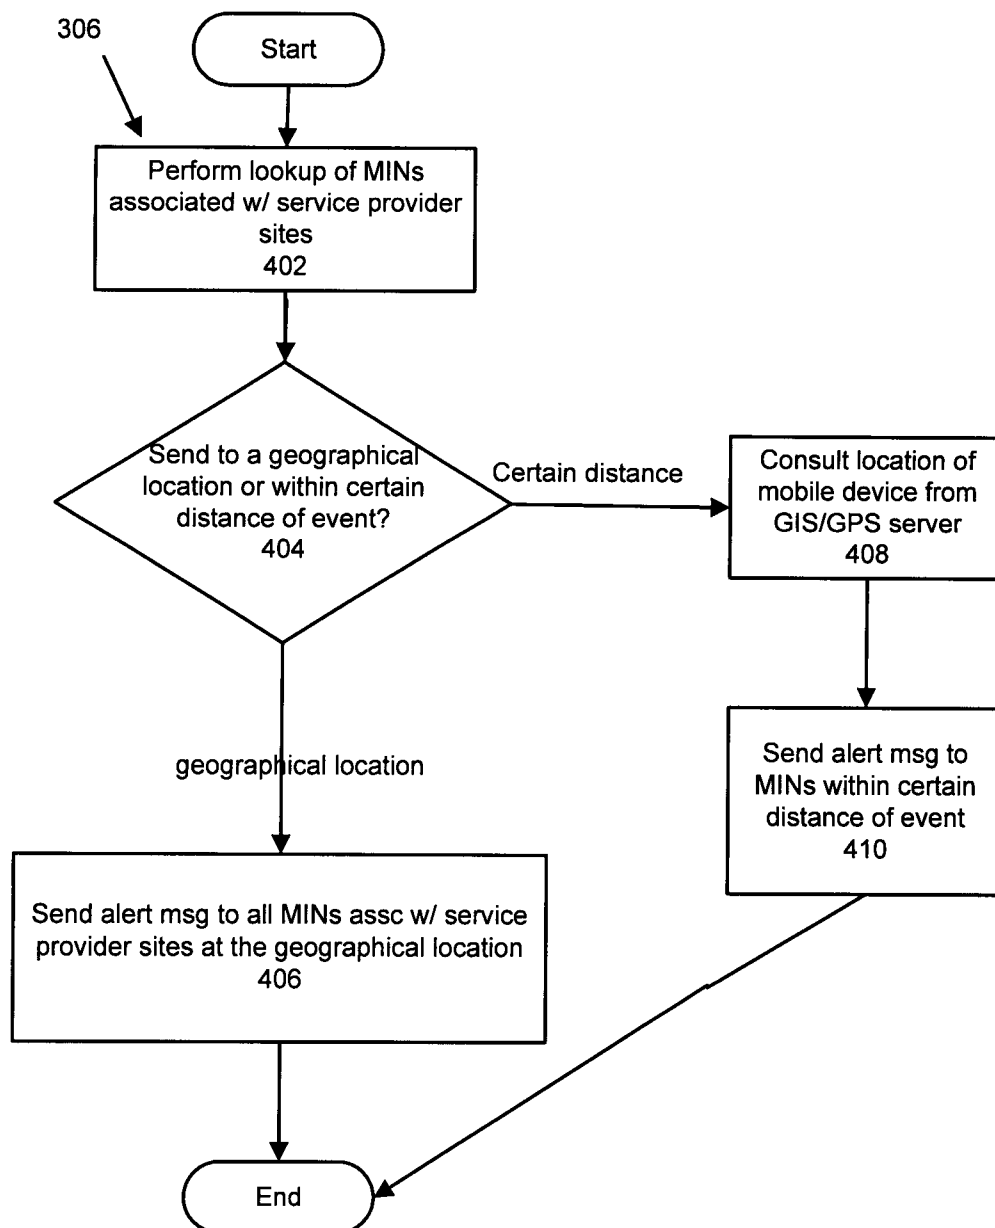 306
Start
Perform lookup of MINs
associated w/ service provider
sites
402
Send to a geographical
location or within certain
distance of event?
404
Certain distance
Consult location of
mobile device from
GIS/GPS server
408
geographical location
Send alert msg to
MINs within certain
distance of event
410
Send alert msg to all MINs assc w/ service
provider sites at the geographical location
406
End